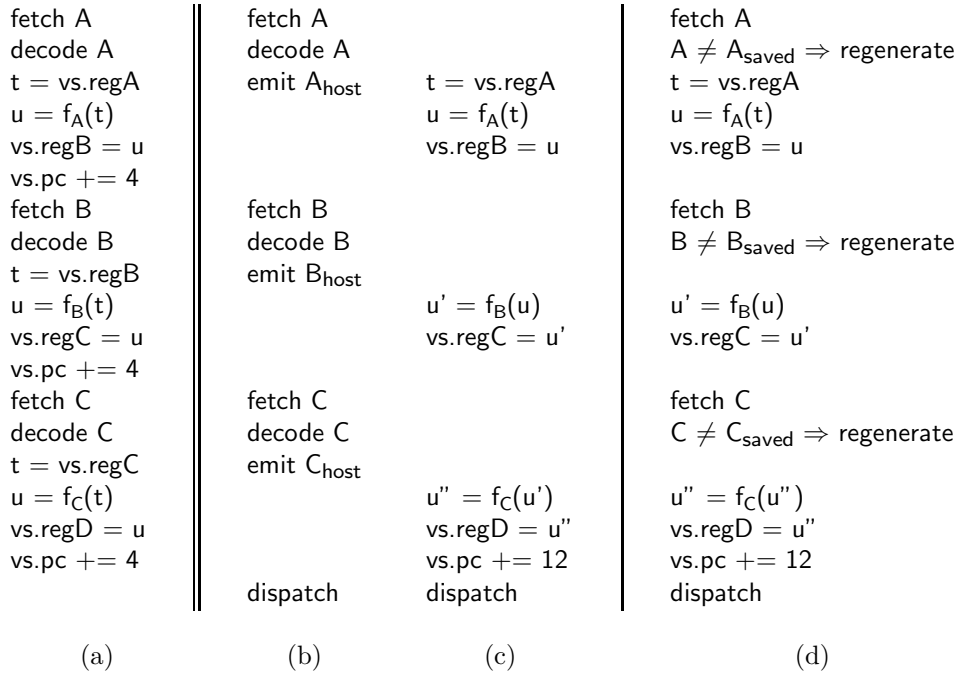 fetch A fetch A fetch A
decode A decode A A ≠ A_saved ⇒ regenerate
t = vs.regA emit A_host t = vs.regA t = vs.regA
u = f_A(t) u = f_A(t) u = f_A(t)
vs.regB = u vs.regB = u vs.regB = u
vs.pc += 4
fetch B fetch B fetch B
decode B decode B B ≠ B_saved ⇒ regenerate
t = vs.regB emit B_host
u = f_B(t) u' = f_B(u) u' = f_B(u)
vs.regC = u vs.regC = u' vs.regC = u'
vs.pc += 4
fetch C fetch C fetch C
decode C decode C C ≠ C_saved ⇒ regenerate
t = vs.regC emit C_host
u = f_C(t) u" = f_C(u') u" = f_C(u")
vs.regD = u vs.regD = u" vs.regD = u"
vs.pc += 4 vs.pc += 12 vs.pc += 12
dispatch dispatch dispatch
(a) (b) (c) (d)